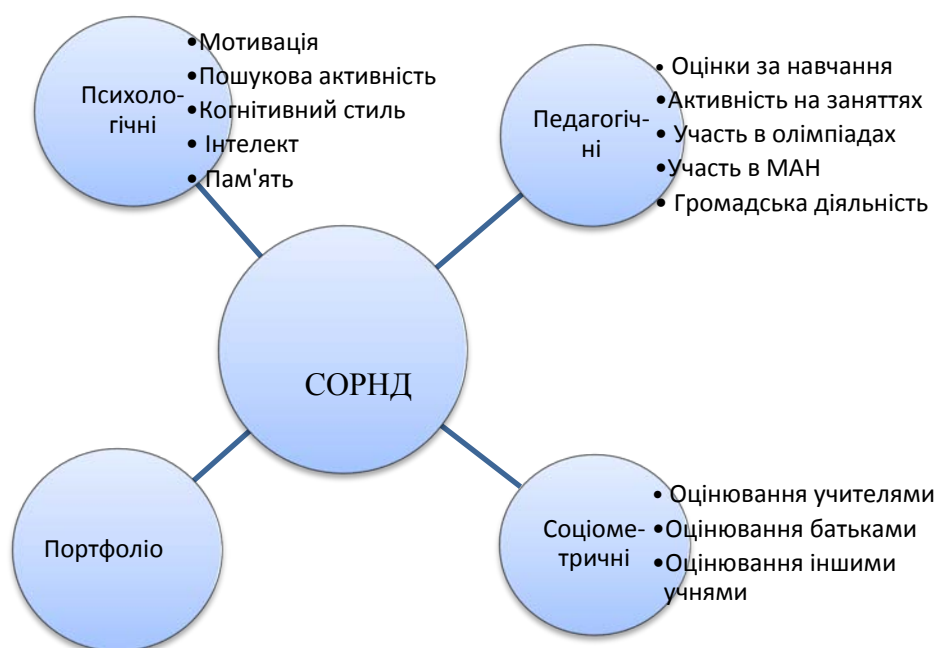 Психоло-
гічні
•Мотивація
•Пошукова активність
•Когнітивний стиль
• Інтелект
• Пам'ять
Педагогіч-
ні
• Оцінки за навчання
•Активність на заняттях
• Участь в олімпіадах
•Участь в МАН
• Громадська діяльність
СОРНД
Портфоліо
Соціоме-
тричні
• Оцінювання учителями
•Оцінювання батьками
•Оцінювання іншими
учнями